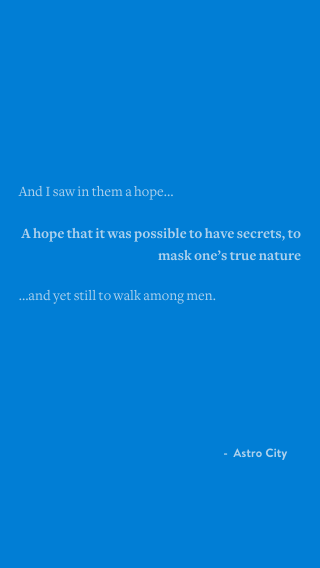 And I saw in them a hope...
A hope that it was possible to have secrets, to
mask one's true nature
...and yet still to walk among men.
- Astro City